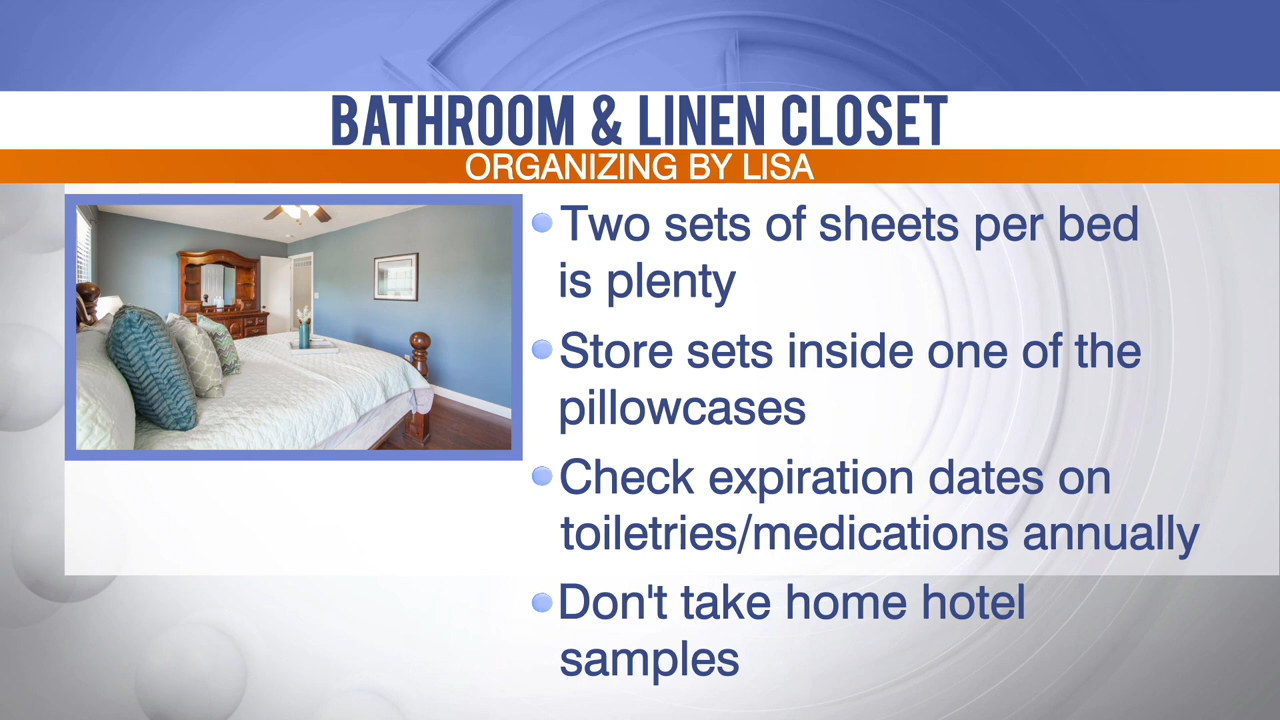 BATHROOM & LINEN CLOSET
ORGANIZING BY LISA
Two sets of sheets per bed
is plenty
Store sets inside one of the
pillowcases
Check expiration dates on
toiletries/medications annually
Don't take home hotel
samples